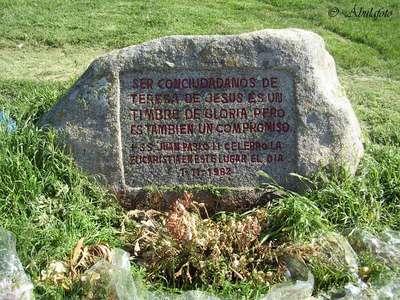 © Abulafoto
SER CONCIUDADANOS DE
TERESA DE JESUS ES UN
TIMBRE DE GLORIA, PERO
ES TAMBIEN UN COMPROMISO
S.S. JUAN PABLO II CELEBRO LA
EUCARISTIA EN ESTE LUGAR EL DIA
1-11-1982